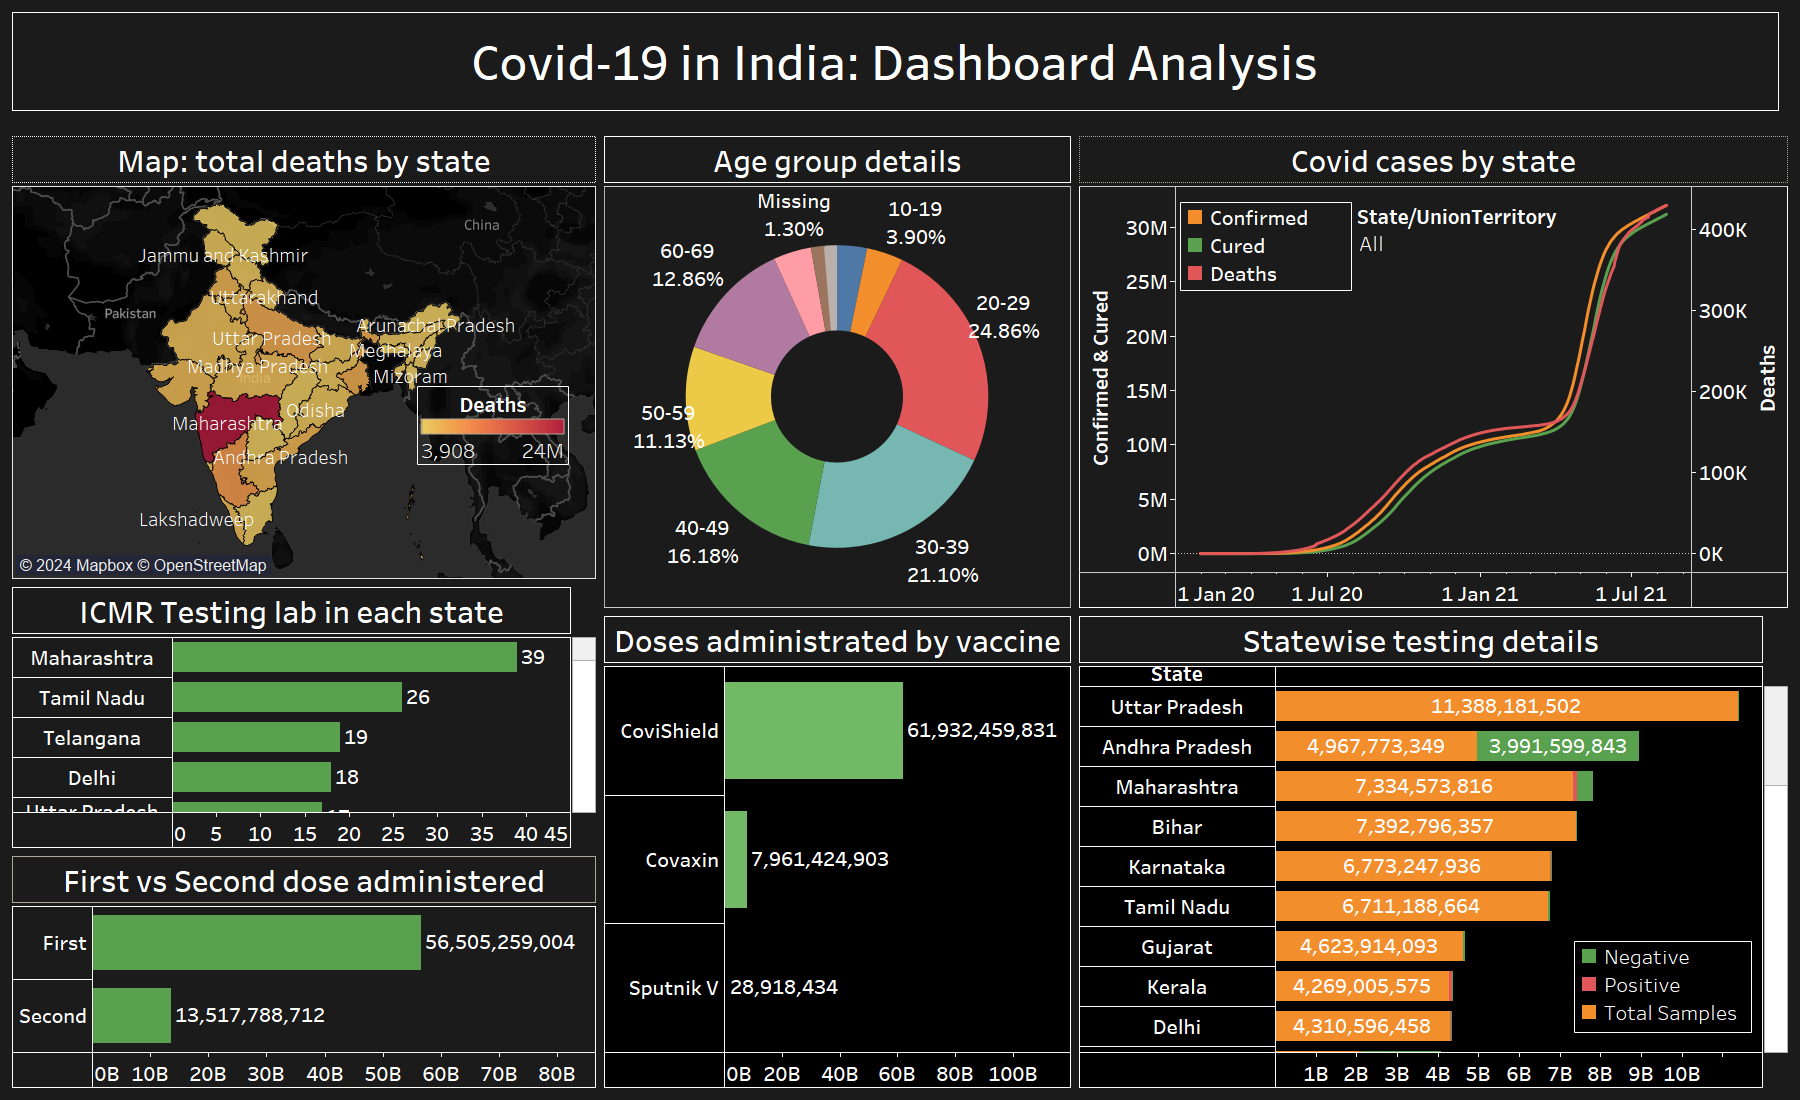 Covid-19 in India: Dashboard Analysis
Map: total deaths by state
China
Jammu and Kashmir
Uttarakhand
Pakistan
Arunachal Pradesh
Uttar Pradesh
Meghalaya
Madhya Pradesh
India
Mizoram
Odisha
Maharashtra
Andhra Pradesh
Lakshadweep
Deaths
3,908 24M
© 2024 Mapbox © OpenStreetMap
Age group details
Missing
1.30%
10-19
3.90%
60-69
12.86%
20-29
24.86%
50-59
11.13%
40-49
16.18%
30-39
21.10%
Covid cases by state
Confirmed
Cured
Deaths
State/UnionTerritory
All
Confirmed & Cured
30M
25M
20M
15M
10M
5M
0M
Deaths
400K
300K
200K
100K
0K
1 Jan 20 1 Jul 20 1 Jan 21 1 Jul 21
ICMR Testing lab in each state
Maharashtra 39
Tamil Nadu 26
Telangana 19
Delhi 18
Uttar Pradesh 17
0 5 10 15 20 25 30 35 40 45
First vs Second dose administered
First 56,505,259,004
Second 13,517,788,712
0B 10B 20B 30B 40B 50B 60B 70B 80B
Doses administrated by vaccine
CoviShield 61,932,459,831
Covaxin 7,961,424,903
Sputnik V 28,918,434
0B 20B 40B 60B 80B 100B
Statewise testing details
State
Uttar Pradesh 11,388,181,502
Andhra Pradesh 4,967,773,349 3,991,599,843
Maharashtra 7,334,573,816
Bihar 7,392,796,357
Karnataka 6,773,247,936
Tamil Nadu 6,711,188,664
Gujarat 4,623,914,093
Kerala 4,269,005,575
Delhi 4,310,596,458
Negative
Positive
Total Samples
1B 2B 3B 4B 5B 6B 7B 8B 9B 10B